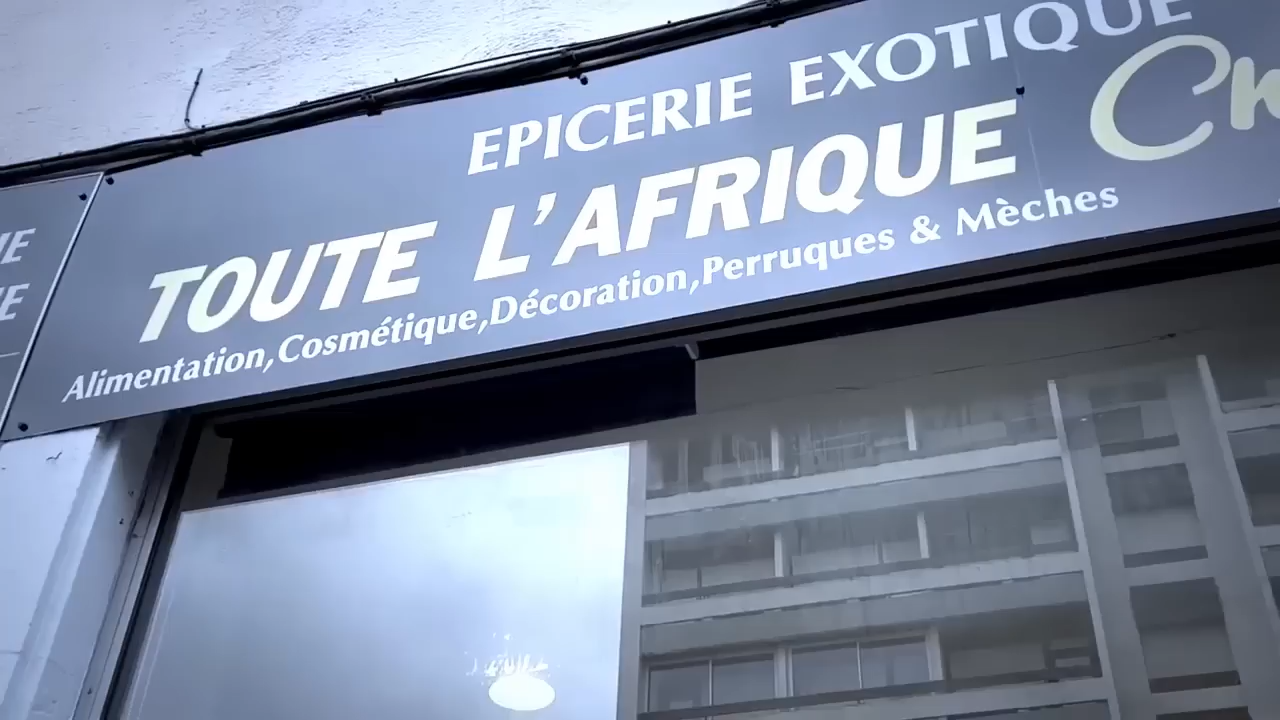 EPICERIE EXOTIQUE
TOUTE L'AFRIQUE
Alimentation,Cosmétique,Décoration,Perruques & Mèches